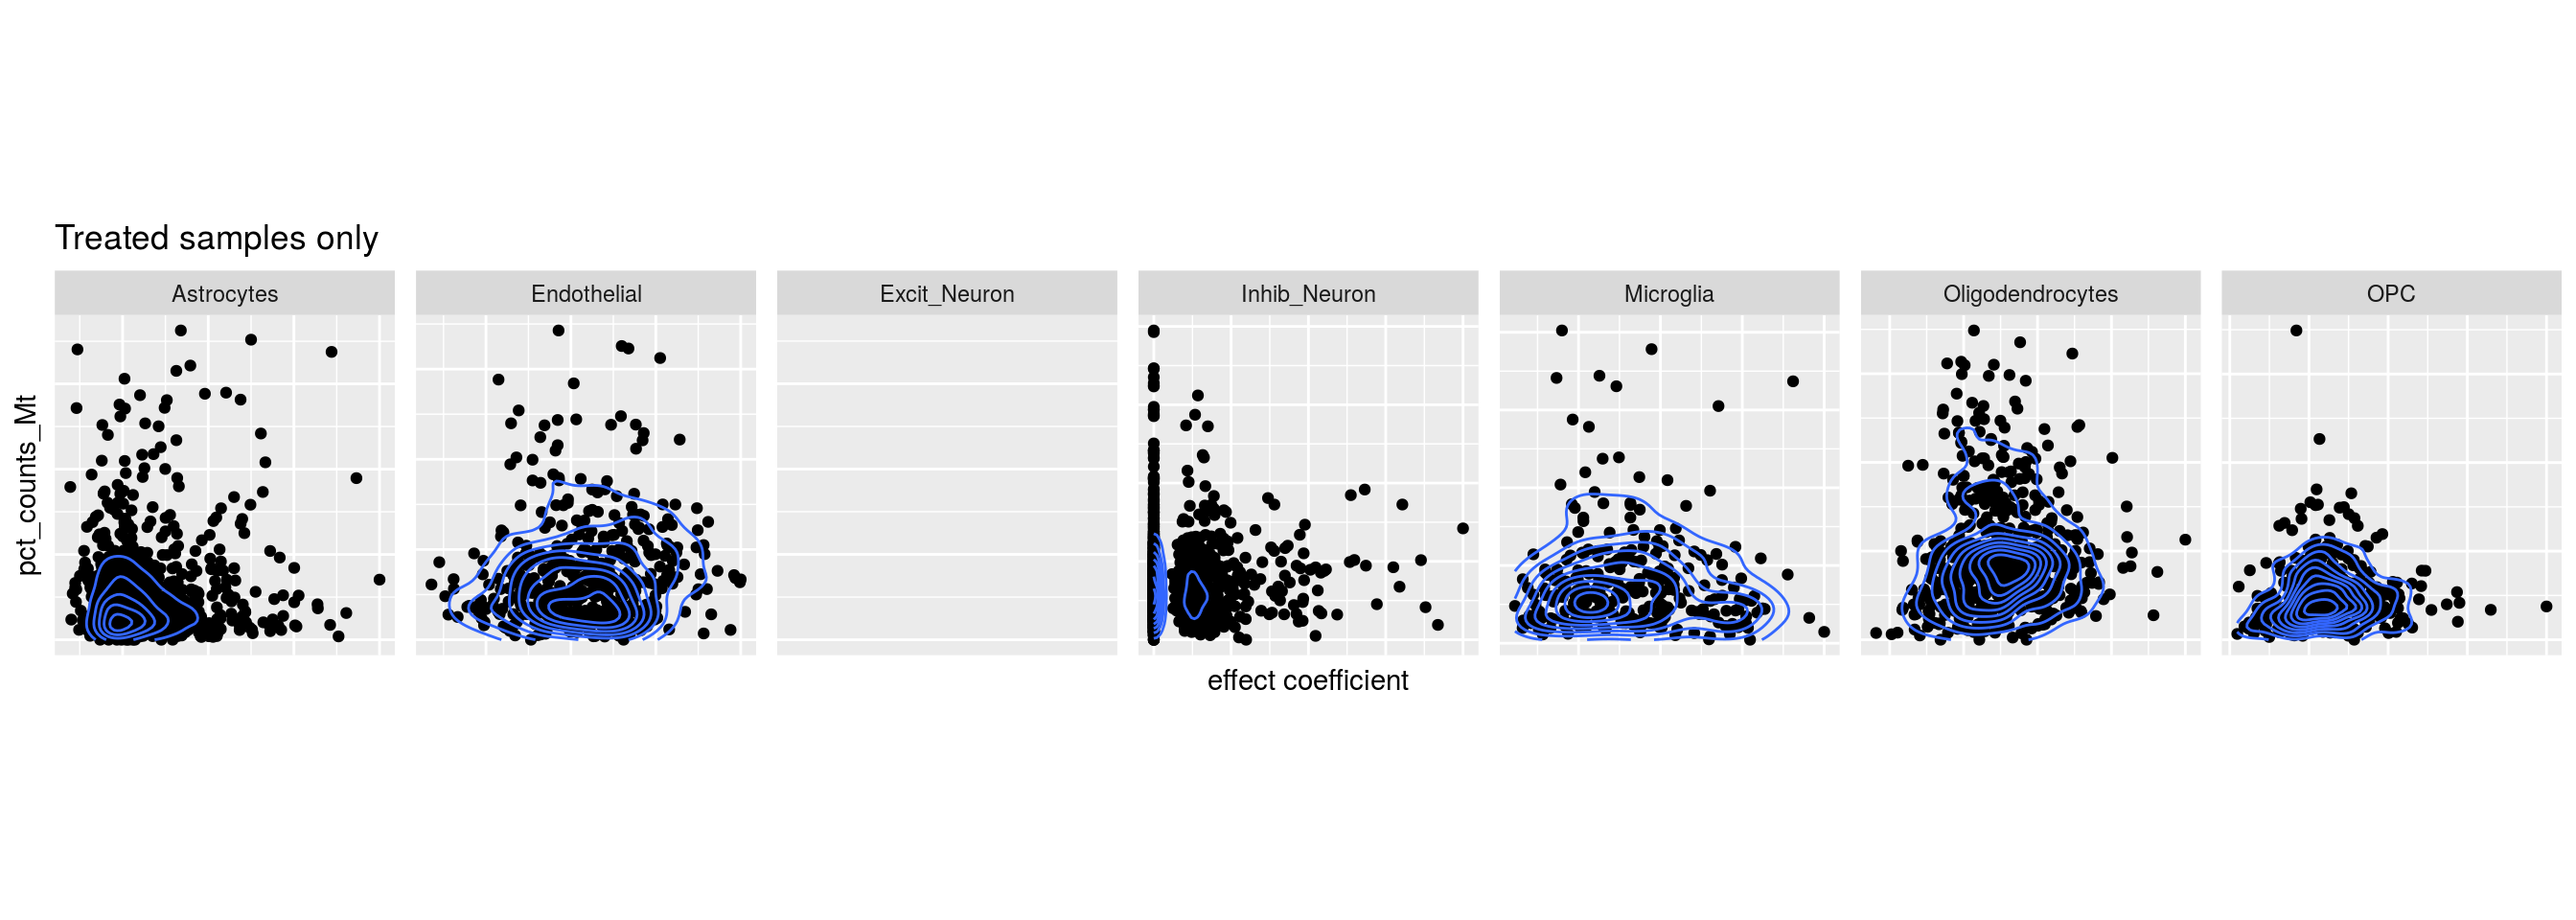 Treated samples only
Astrocytes
Endothelial
Excit_Neuron
Inhib_Neuron
Microglia
Oligodendrocytes
OPC
pct_counts_Mt
effect coefficient